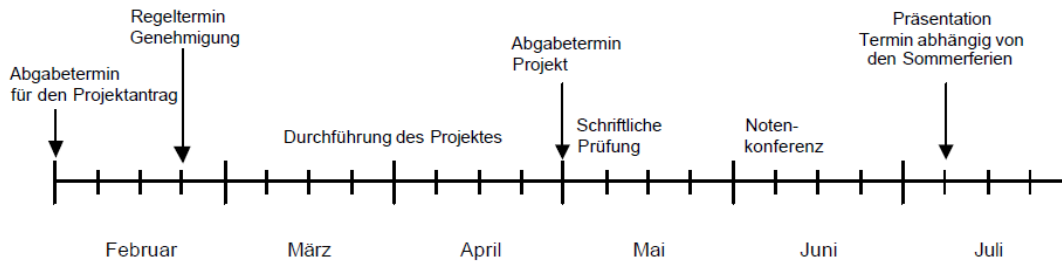 Regeltermin
Genehmigung
Präsentation
Termin abhängig von
den Sommerferien
Abgabetermin
Projekt
Abgabetermin
für den Projektantrag
Durchführung des Projektes
Schriftliche
Prüfung
Noten-
konferenz
Februar
März
April
Mai
Juni
Juli